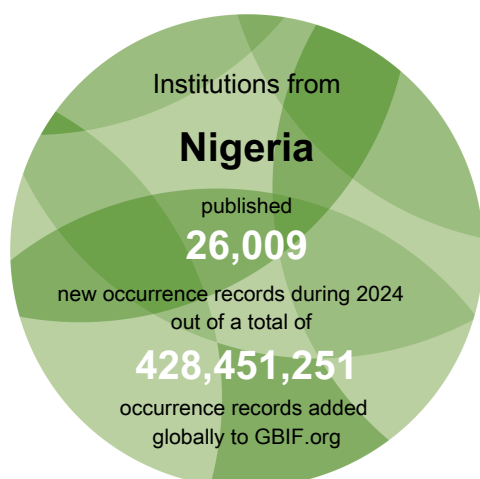 Institutions from
Nigeria
published
26,009
new occurrence records during 2024
out of a total of
428,451,251
occurrence records added
globally to GBIF.org